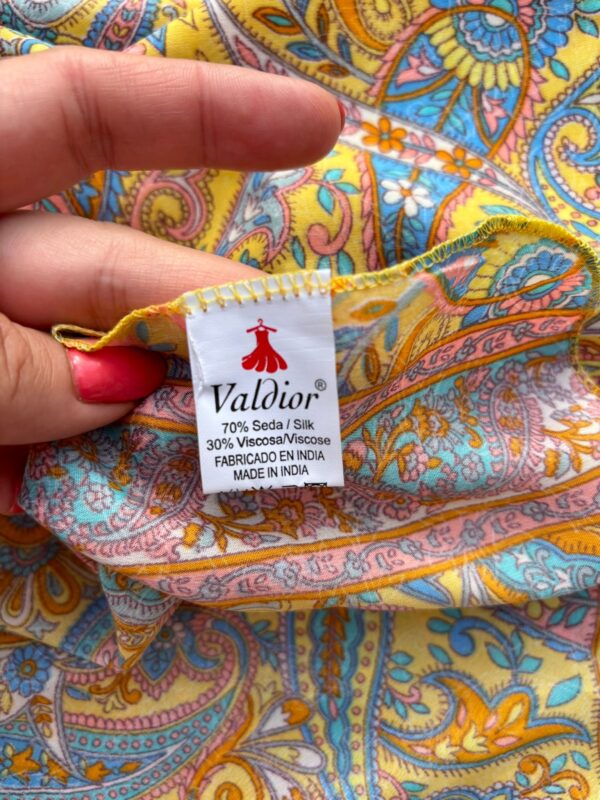 Valdior®
70% Seda / Silk
30% Viscosa/Viscose
FABRICADO EN INDIA
MADE IN INDIA